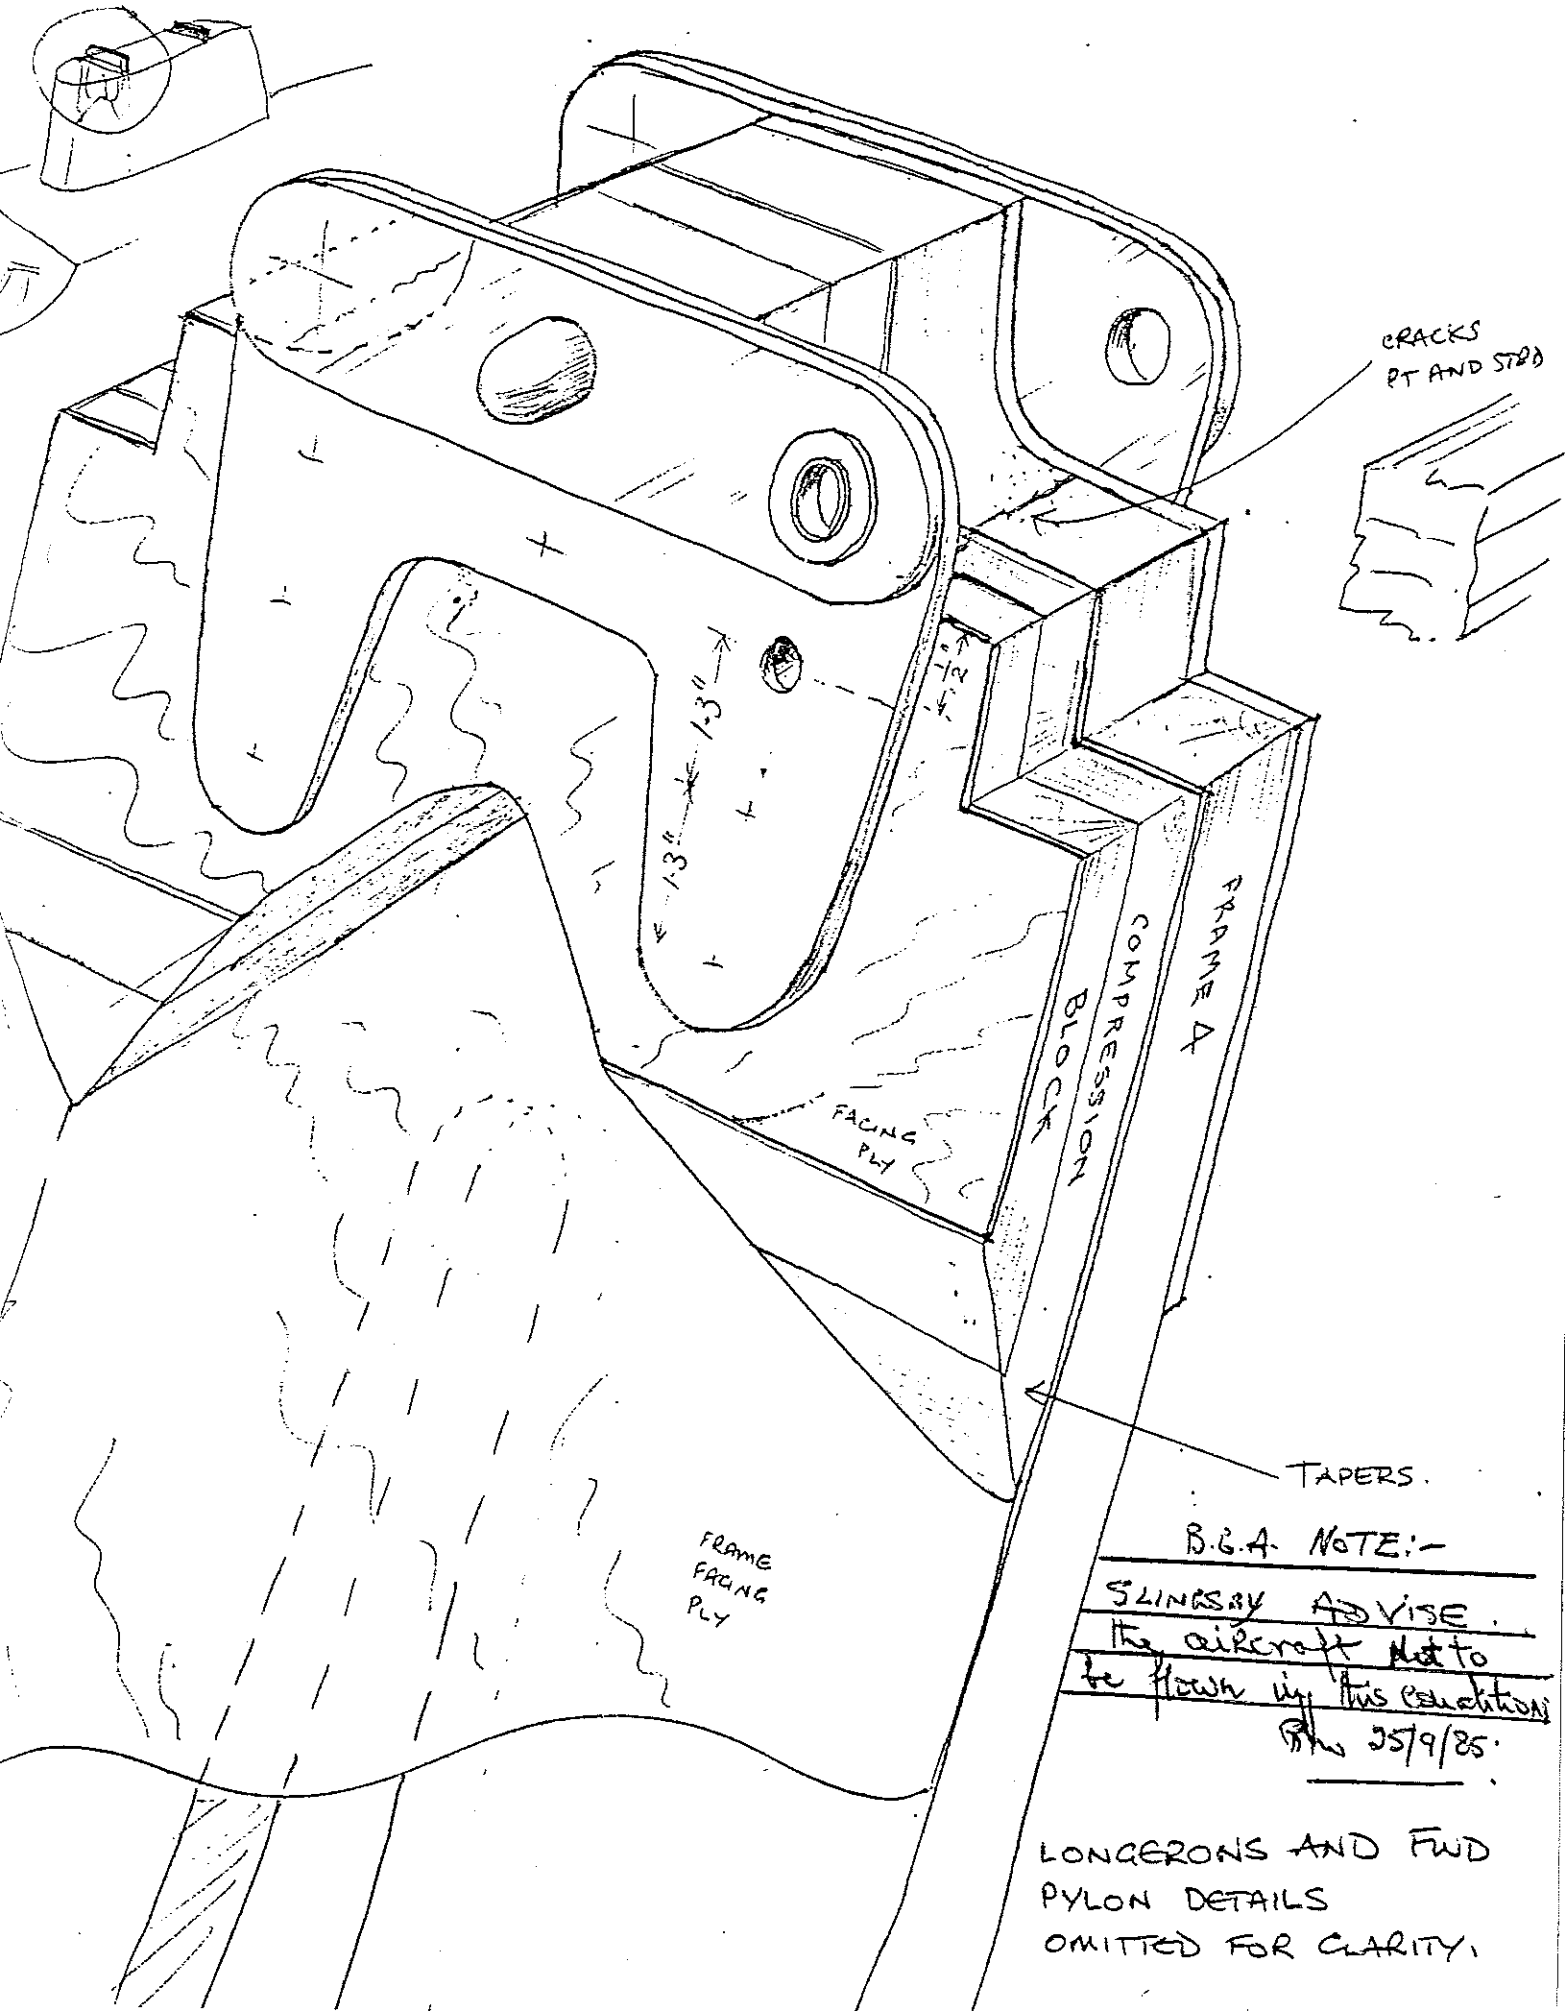 CRACKS
PT AND STBD
1.3"
1.3"
1/2"
FRAME 4
COMPRESSION
BLOCK
FACING
PLY
TAPERS.
FRAME
FACING
PLY
B.G.A. NOTE:-
SLINGSBY ADVISE.
The aircraft Not to
be flown in this condition
25/9/85.
LONGERONS AND FWD
PYLON DETAILS
OMITTED FOR CLARITY.